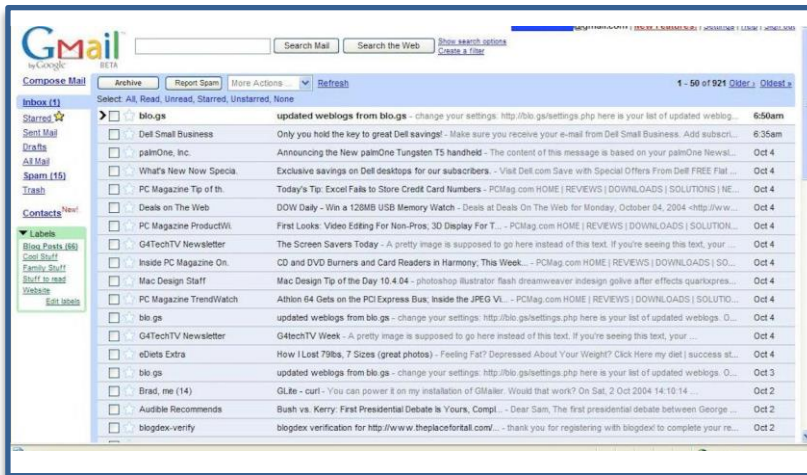 @gmail.com | New Features! | Settings | Help | Sign out
Gmail
by Google BETA
Search Mail Search the Web Show search options
Create a filter
Compose Mail
Inbox (1)
Starred
Sent Mail
Drafts
All Mail
Spam (15)
Trash
Contacts New!
Labels
Blog Posts (66)
Cool Stuff
Family Stuff
Stuff to read
Website
Edit labels
Archive Report Spam More Actions ... Refresh 1 - 50 of 921 Older › Oldest »
Select: All, Read, Unread, Starred, Unstarred, None
blo.gs updated weblogs from blo.gs - change your settings: http://blo.gs/settings.php here is your list of updated weblog... 6:50am
Dell Small Business Only you hold the key to great Dell savings! - Make sure you receive your e-mail from Dell Small Business. Add subscri... 6:35am
palmOne, Inc. Announcing the New palmOne Tungsten T5 handheld - The content of this message is based on your palmOne Newsl... Oct 4
What's New Now Specia. Exclusive savings on Dell desktops for our subscribers. - Visit Dell.com Save with Special Offers From Dell FREE Flat ... Oct 4
PC Magazine Tip of th. Today's Tip: Excel Fails to Store Credit Card Numbers - PCMag.com HOME | REVIEWS | DOWNLOADS | SOLUTIONS | NE... Oct 4
Deals on The Web DOW Daily - Win a 128MB USB Memory Watch - Deals at Deals On The Web for Monday, October 04, 2004 <http://ww... Oct 4
PC Magazine ProductWi. First Looks: Video Editing For Non-Pros; 3D Display For T... - PCMag.com HOME | REVIEWS | DOWNLOADS | SOLUTION... Oct 4
G4TechTV Newsletter The Screen Savers Today - A pretty image is supposed to go here instead of this text. If you're seeing this text, your ... Oct 4
Inside PC Magazine On. CD and DVD Burners and Card Readers in Harmony; This Week... - PCMag.com HOME | REVIEWS | DOWNLOADS | SO... Oct 4
Mac Design Staff Mac Design Tip of the Day 10.4.04 - photoshop illustrator flash dreamweaver indesign golive after effects quarkxpres... Oct 4
PC Magazine TrendWatch Athlon 64 Gets on the PCI Express Bus; Inside the JPEG Vi... - PCMag.com HOME | REVIEWS | DOWNLOADS | SOLUTIO... Oct 4
blo.gs updated weblogs from blo.gs - change your settings: http://blo.gs/settings.php here is your list of updated weblogs. O... Oct 4
G4TechTV Newsletter G4techTV Week - A pretty image is supposed to go here instead of this text. If you're seeing this text, your ... Oct 4
eDiets Extra How I Lost 79lbs, 7 Sizes (great photos) - Feeling Fat? Depressed About Your Weight? Click Here my diet | success st... Oct 4
blo.gs updated weblogs from blo.gs - change your settings: http://blo.gs/settings.php here is your list of updated weblogs. O... Oct 3
Brad, me (14) GLite - curl - You can power it on my installation of GMailer. Would that work? On Sat, 2 Oct 2004 14:10:14 ... Oct 2
Audible Recommends Bush vs. Kerry: First Presidential Debate Is Yours, Compl... - Dear Sam, The first presidential debate between George ... Oct 2
blogdex-verify blogdex verification for http://www.theplaceforitall.com/... - thank you for registering with blogdex! to complete your re... Oct 2